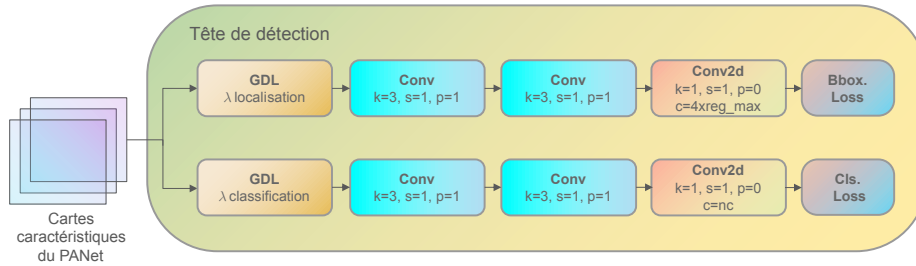 Tête de détection
GDL
λ localisation
Conv
k=3, s=1, p=1
Conv
k=3, s=1, p=1
Conv2d
k=1, s=1, p=0
c=4xreg_max
Bbox.
Loss
GDL
λ classification
Conv
k=3, s=1, p=1
Conv
k=3, s=1, p=1
Conv2D
k=1, s=1, p=0
c=nc
Cls.
Loss
Cartes
caractéristiques
du PANet